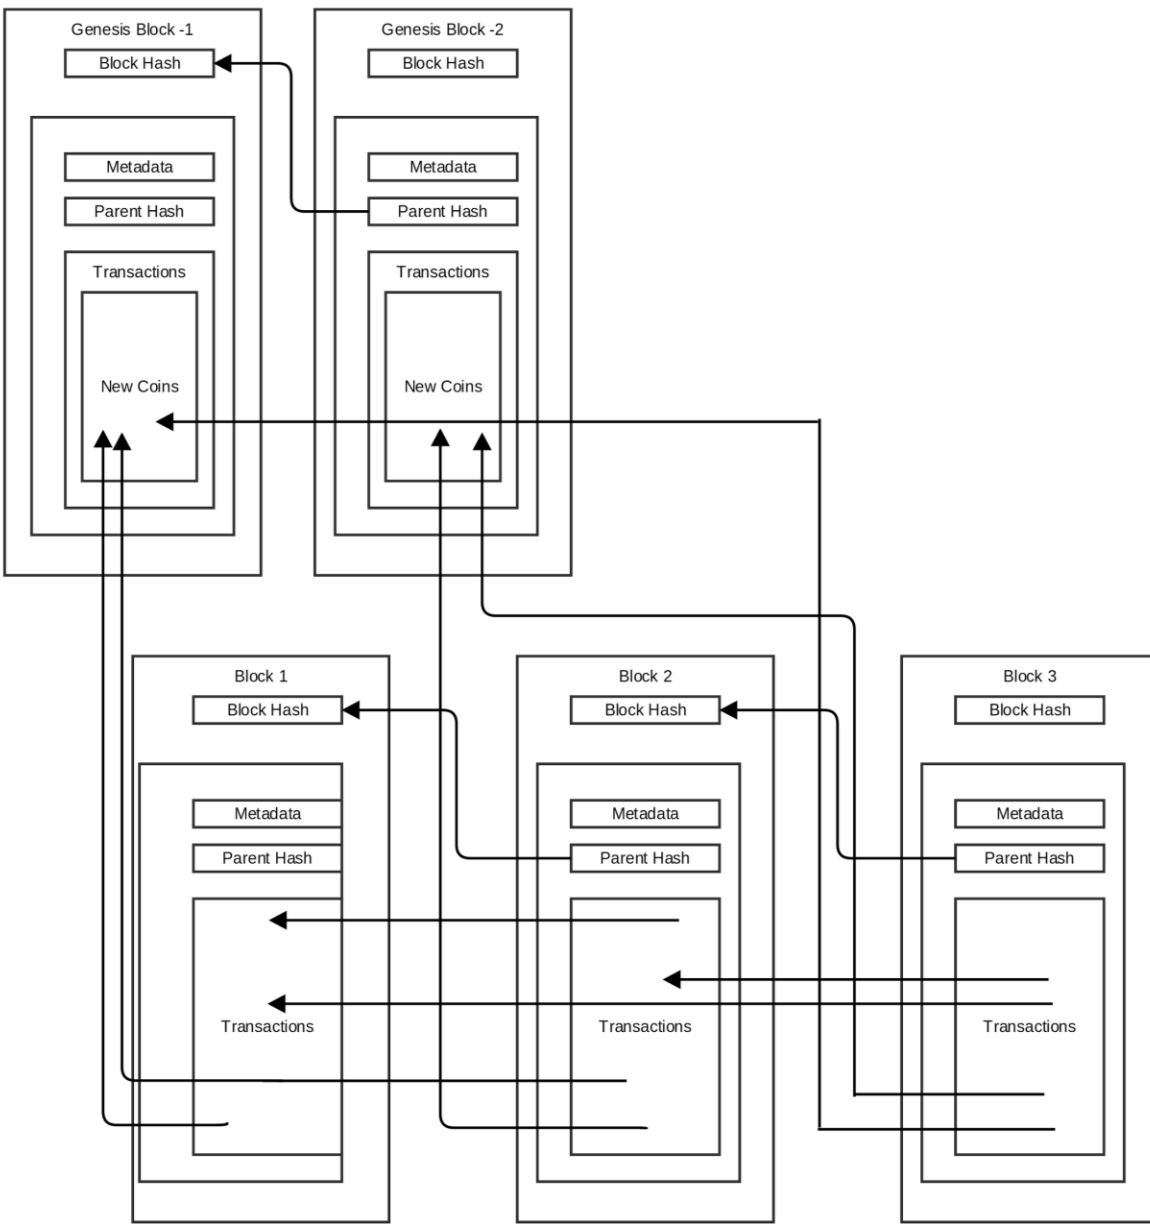 Genesis Block -1
Block Hash
Metadata
Parent Hash
Transactions
New Coins
Genesis Block -2
Block Hash
Metadata
Parent Hash
Transactions
New Coins
Block 1
Block Hash
Metadata
Parent Hash
Transactions
Block 2
Block Hash
Metadata
Parent Hash
Transactions
Block 3
Block Hash
Metadata
Parent Hash
Transactions